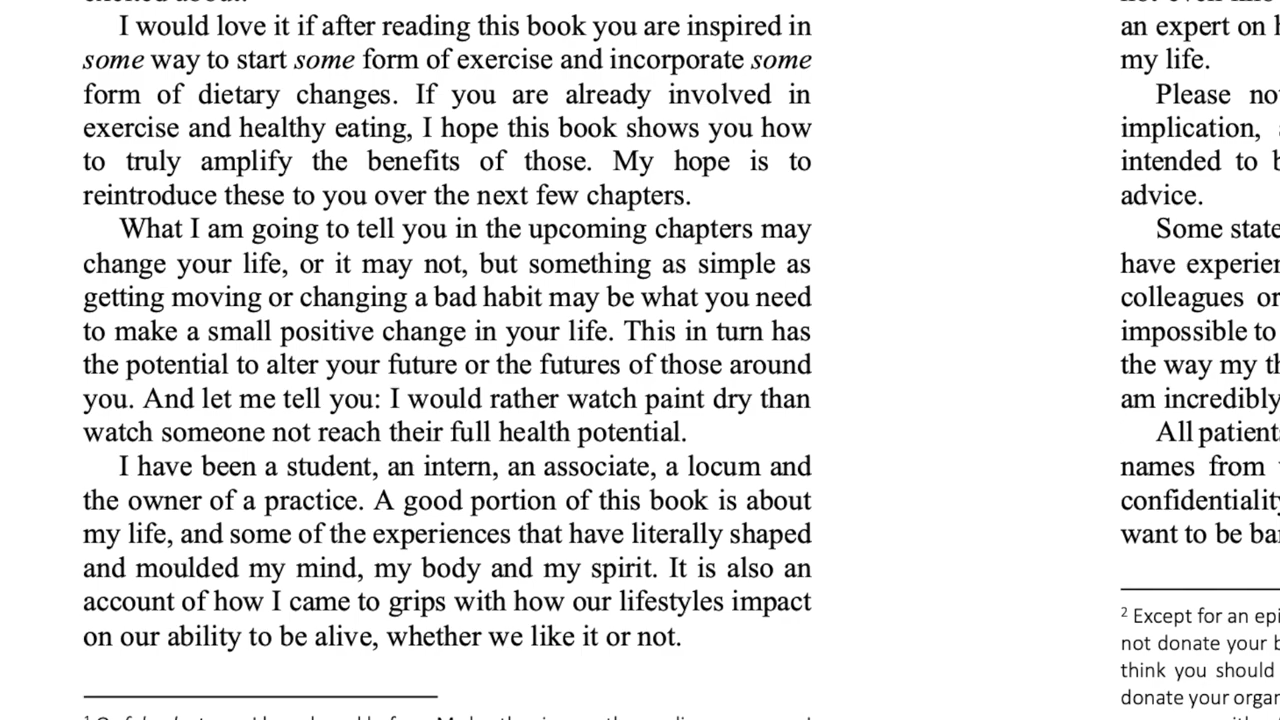 I would love it if after reading this book you are inspired in
some way to start some form of exercise and incorporate some
form of dietary changes. If you are already involved in
exercise and healthy eating, I hope this book shows you how
to truly amplify the benefits of those. My hope is to
reintroduce these to you over the next few chapters.
What I am going to tell you in the upcoming chapters may
change your life, or it may not, but something as simple as
getting moving or changing a bad habit may be what you need
to make a small positive change in your life. This in turn has
the potential to alter your future or the futures of those around
you. And let me tell you: I would rather watch paint dry than
watch someone not reach their full health potential.
I have been a student, an intern, an associate, a locum and
the owner of a practice. A good portion of this book is about
my life, and some of the experiences that have literally shaped
and moulded my mind, my body and my spirit. It is also an
account of how I came to grips with how our lifestyles impact
on our ability to be alive, whether we like it or not.
an expert on
my life.
Please
implication,
intended to
advice.
Some
have
colleagues
impossible to
the way my
am incredibly
All
names from
confidentiality
want to be
² Except for an
not donate your
think you should
donate your